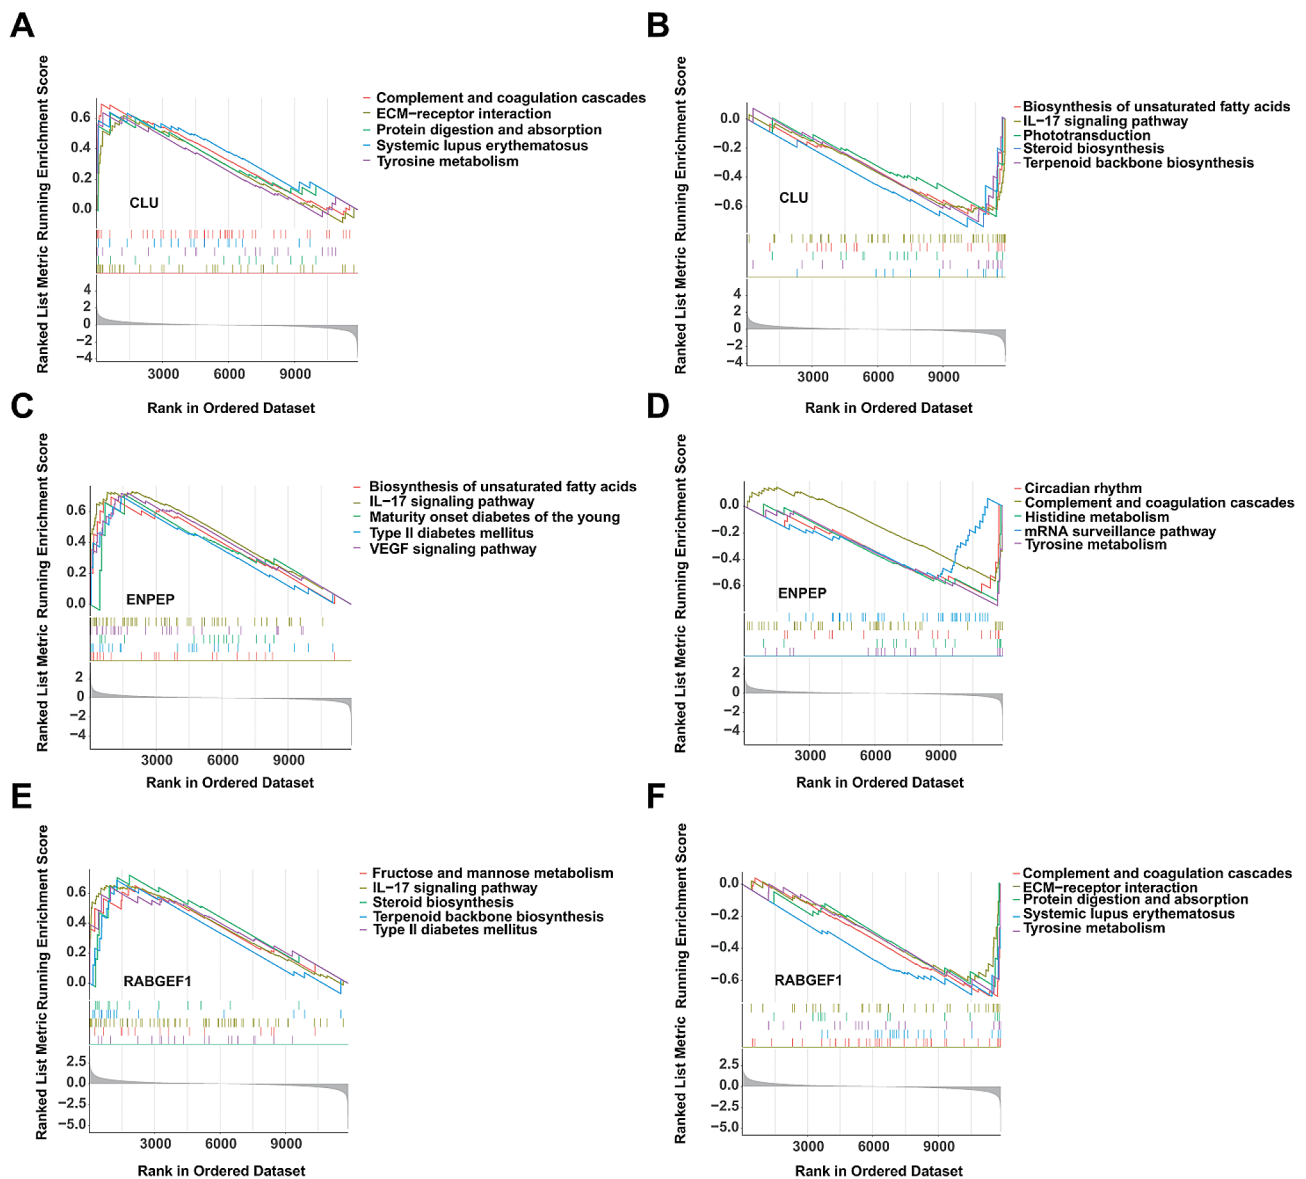 A
Running Enrichment Score
Ranked List Metric
0.6
0.4
0.2
0.0
CLU
Complement and coagulation cascades
ECM−receptor interaction
Protein digestion and absorption
Systemic lupus erythematosus
Tyrosine metabolism
4
2
0
−2
−4
3000 6000 9000
Rank in Ordered Dataset
B
Running Enrichment Score
Ranked List Metric
0.0
−0.2
−0.4
−0.6
CLU
Biosynthesis of unsaturated fatty acids
IL−17 signaling pathway
Phototransduction
Steroid biosynthesis
Terpenoid backbone biosynthesis
4
2
0
−2
−4
3000 6000 9000
Rank in Ordered Dataset
C
Running Enrichment Score
Ranked List Metric
0.6
0.4
0.2
0.0
ENPEP
Biosynthesis of unsaturated fatty acids
IL−17 signaling pathway
Maturity onset diabetes of the young
Type II diabetes mellitus
VEGF signaling pathway
2
0
−2
−4
3000 6000 9000
Rank in Ordered Dataset
D
Running Enrichment Score
Ranked List Metric
0.0
−0.2
−0.4
−0.6
ENPEP
Circadian rhythm
Complement and coagulation cascades
Histidine metabolism
mRNA surveillance pathway
Tyrosine metabolism
2
0
−2
−4
3000 6000 9000
Rank in Ordered Dataset
E
Running Enrichment Score
Ranked List Metric
0.6
0.4
0.2
0.0
RABGEF1
Fructose and mannose metabolism
IL−17 signaling pathway
Steroid biosynthesis
Terpenoid backbone biosynthesis
Type II diabetes mellitus
2.5
0.0
−2.5
−5.0
3000 6000 9000
Rank in Ordered Dataset
F
Running Enrichment Score
Ranked List Metric
0.0
−0.2
−0.4
−0.6
RABGEF1
Complement and coagulation cascades
ECM−receptor interaction
Protein digestion and absorption
Systemic lupus erythematosus
Tyrosine metabolism
2.5
0.0
−2.5
−5.0
3000 6000 9000
Rank in Ordered Dataset